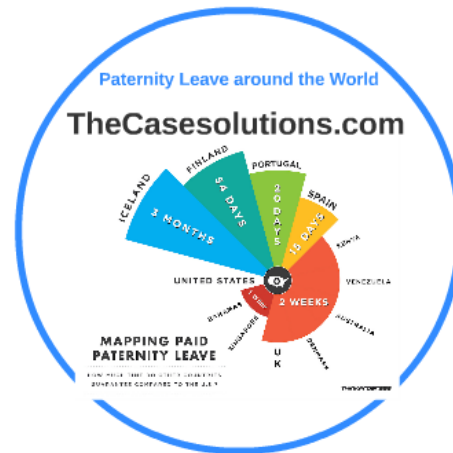 Paternity Leave around the World
TheCasesolutions.com
ICELAND
3 MONTHS
FINLAND
54 DAYS
PORTUGAL
20 DAYS
SPAIN
15 DAYS
KENYA
VENEZUELA
AUSTRALIA
DENMARK
UK
2 WEEKS
SINGAPORE
BAHAMAS
UNITED STATES
MAPPING PAID
PATERNITY LEAVE